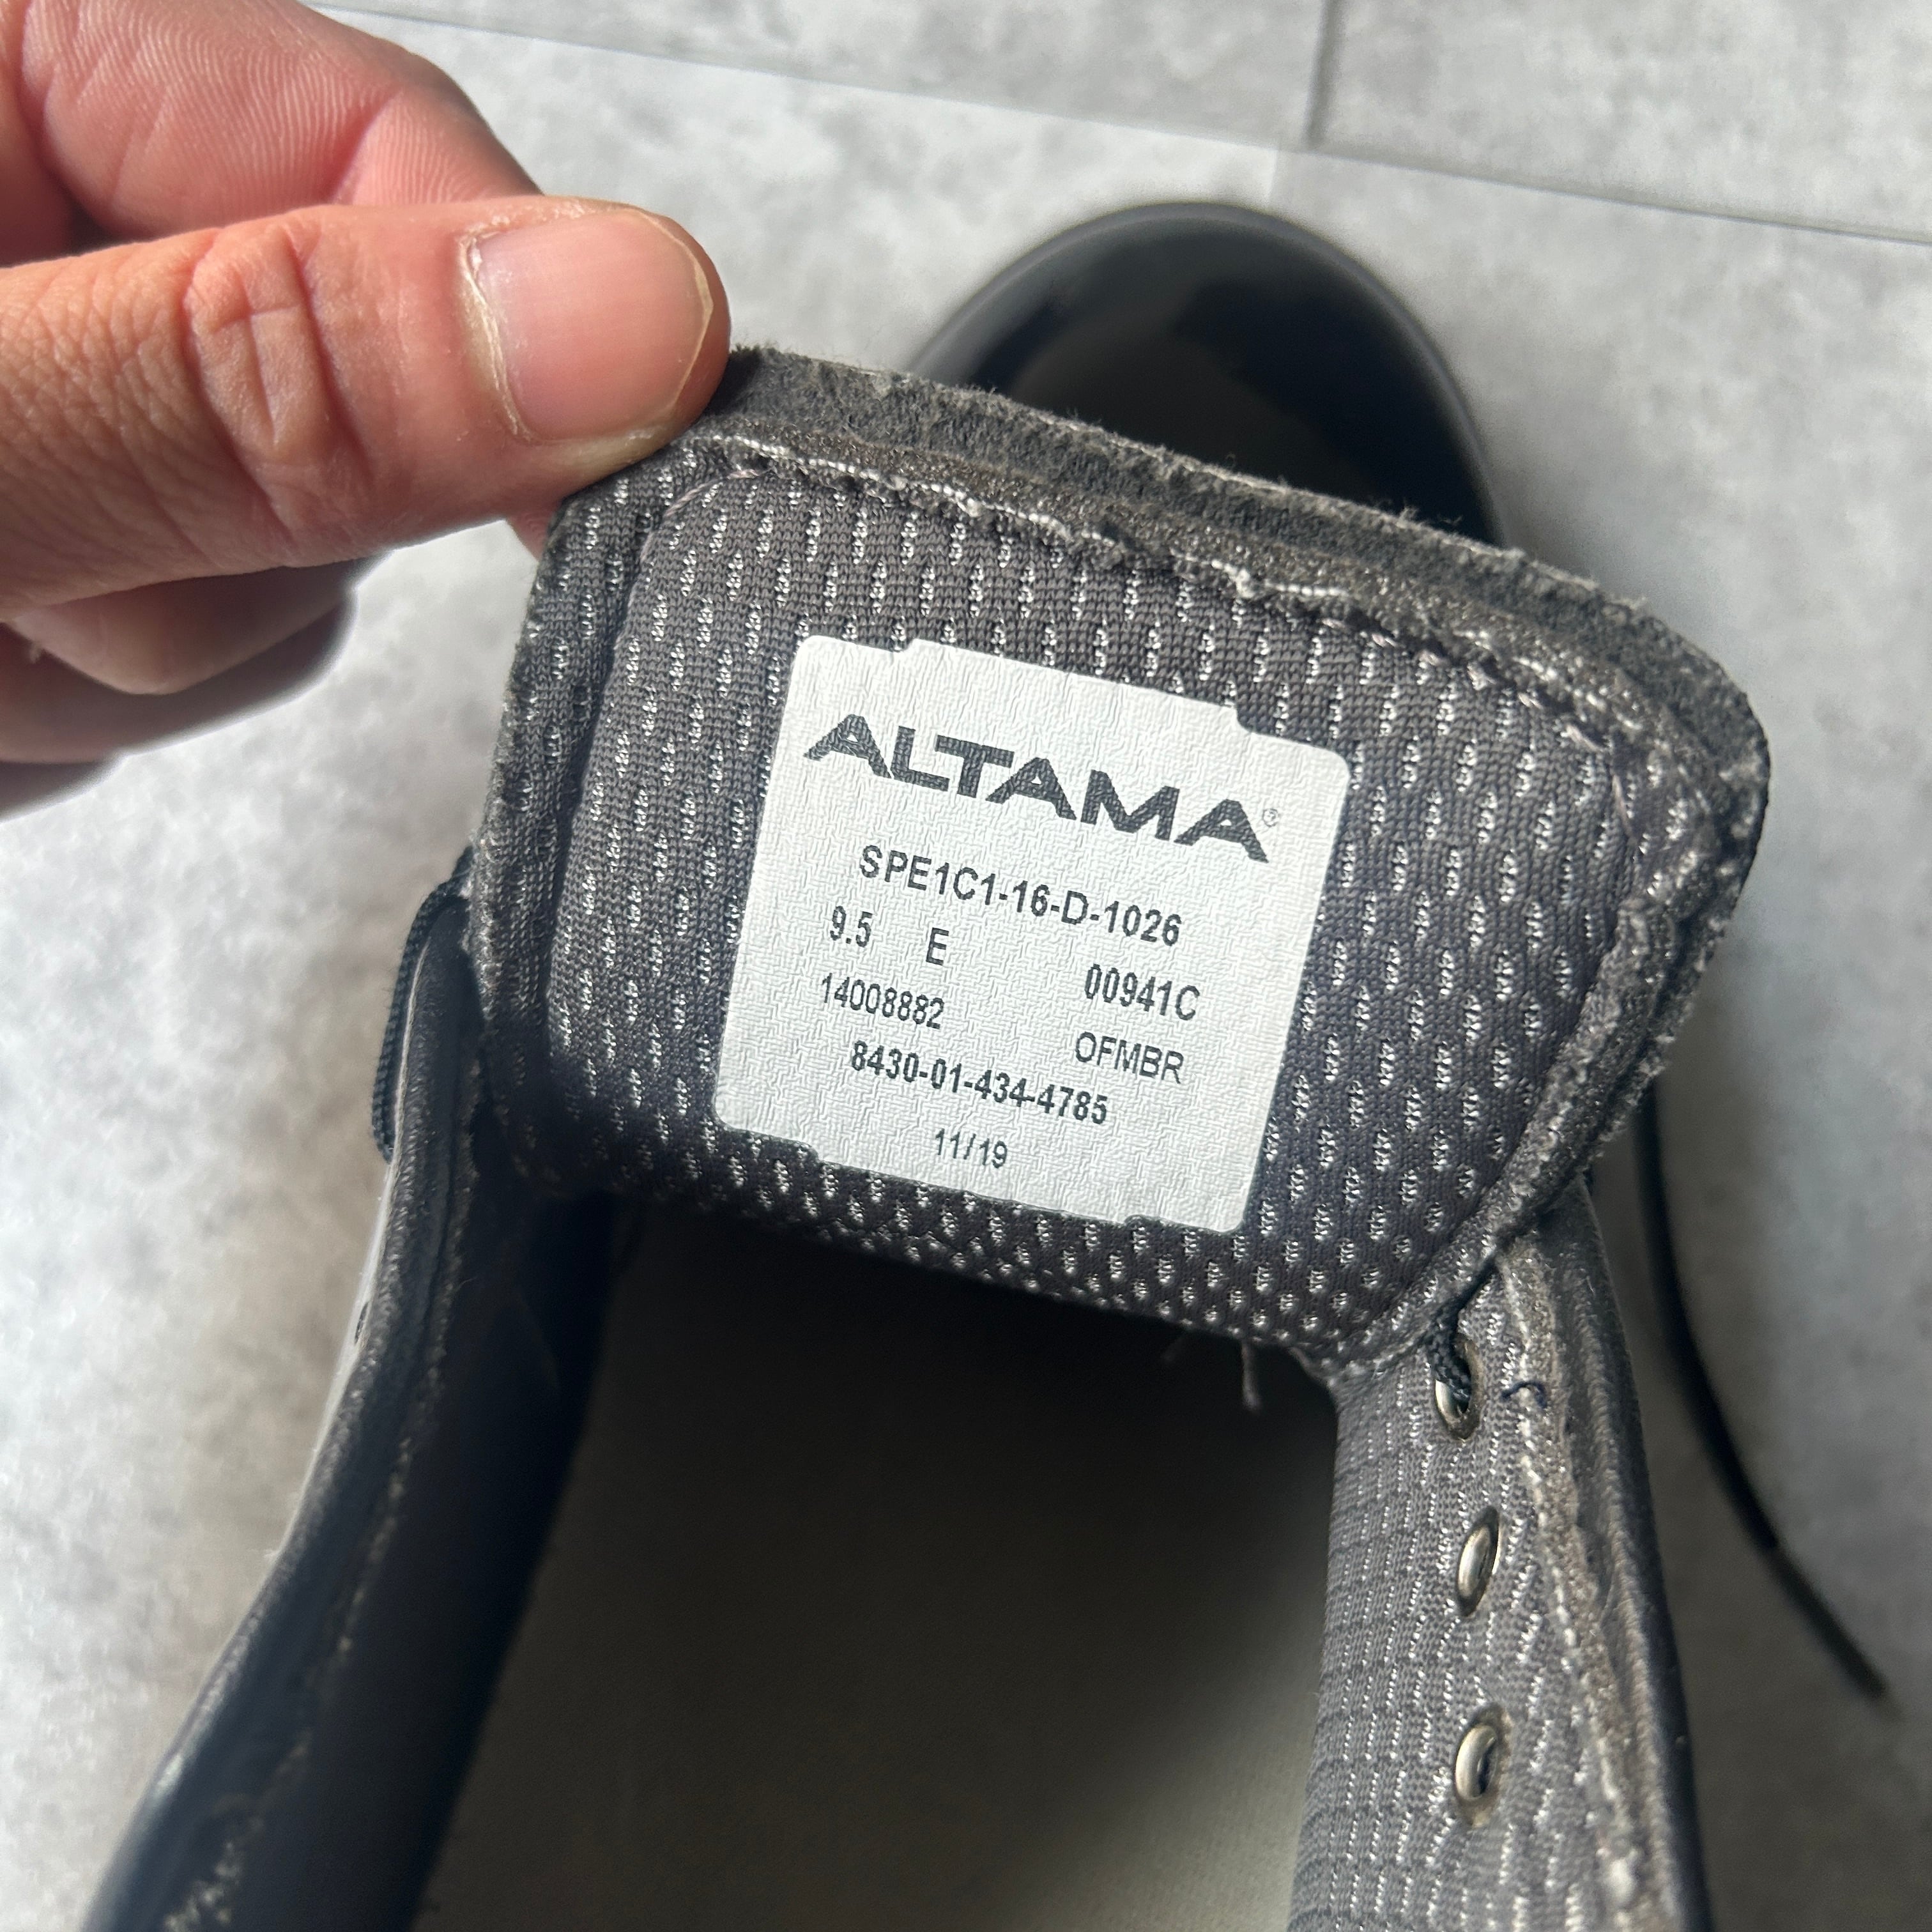 ALTAMA®
SPE1C1-16-D-1026
9.5 E 00941C
14008882 OFMBR
8430-01-434-4785
11/19